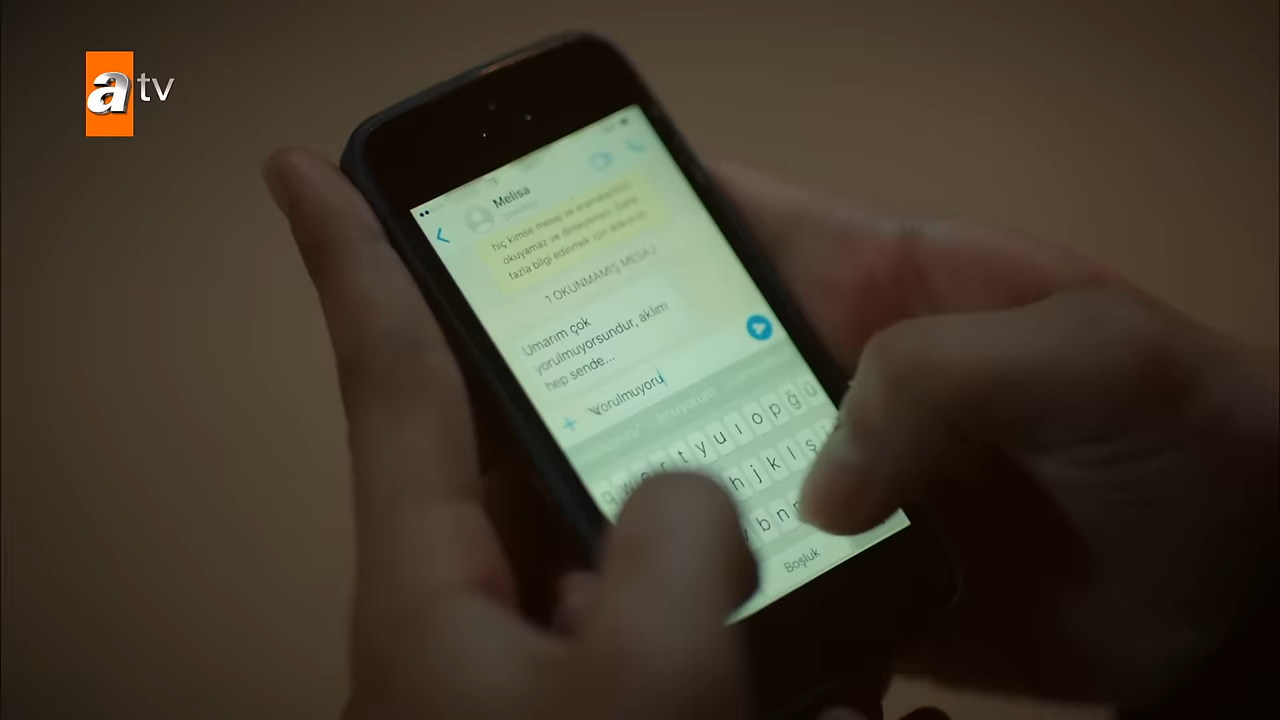 atv
Melisa
hiç kimse mesaj ve aramalarınızı
okuyamaz ve dinleyemez. Daha
fazla bilgi edinmek için dokunun.
1 OKUNMAMIŞ MESAJ
Umarım çok
yorulmuyorsundur, aklım
hep sende...
Yorulmuyoru
t y u ı o p ğ ü
h j k l ş
v b n
Boşluk